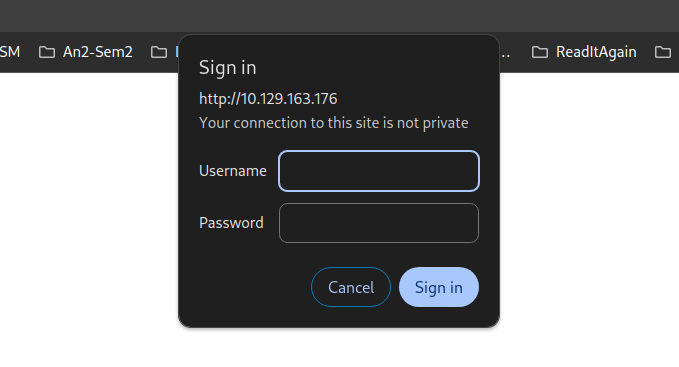 SM An2-Sem2 .. ReadItAgain
Sign in
http://10.129.163.176
Your connection to this site is not private
Username
Password
Cancel Sign in